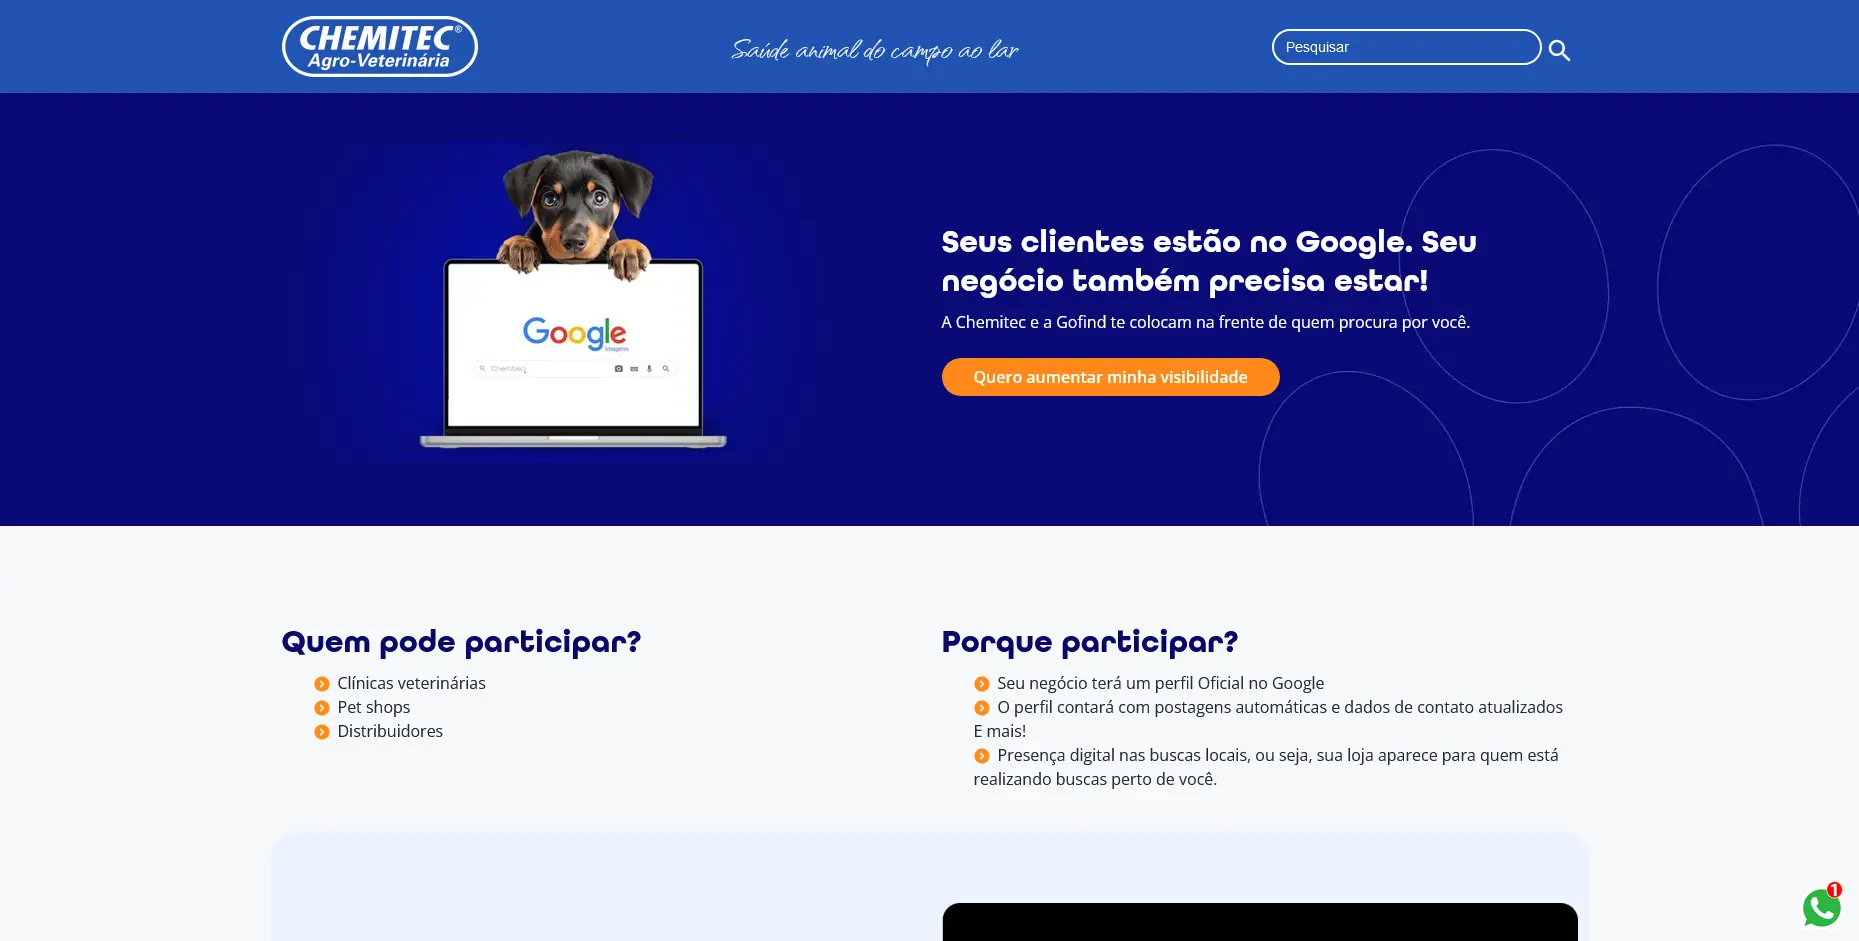 CHEMITEC®
Agro-Veterinária
Saúde animal do campo ao lar
Pesquisar
Google
imagens
Chemitec
Seus clientes estão no Google. Seu
negócio também precisa estar!
A Chemitec e a Gofind te colocam na frente de quem procura por você.
Quero aumentar minha visibilidade
Quem pode participar?
Clínicas veterinárias
Pet shops
Distribuidores
Porque participar?
Seu negócio terá um perfil Oficial no Google
O perfil contará com postagens automáticas e dados de contato atualizados
E mais!
Presença digital nas buscas locais, ou seja, sua loja aparece para quem está
realizando buscas perto de você.
1